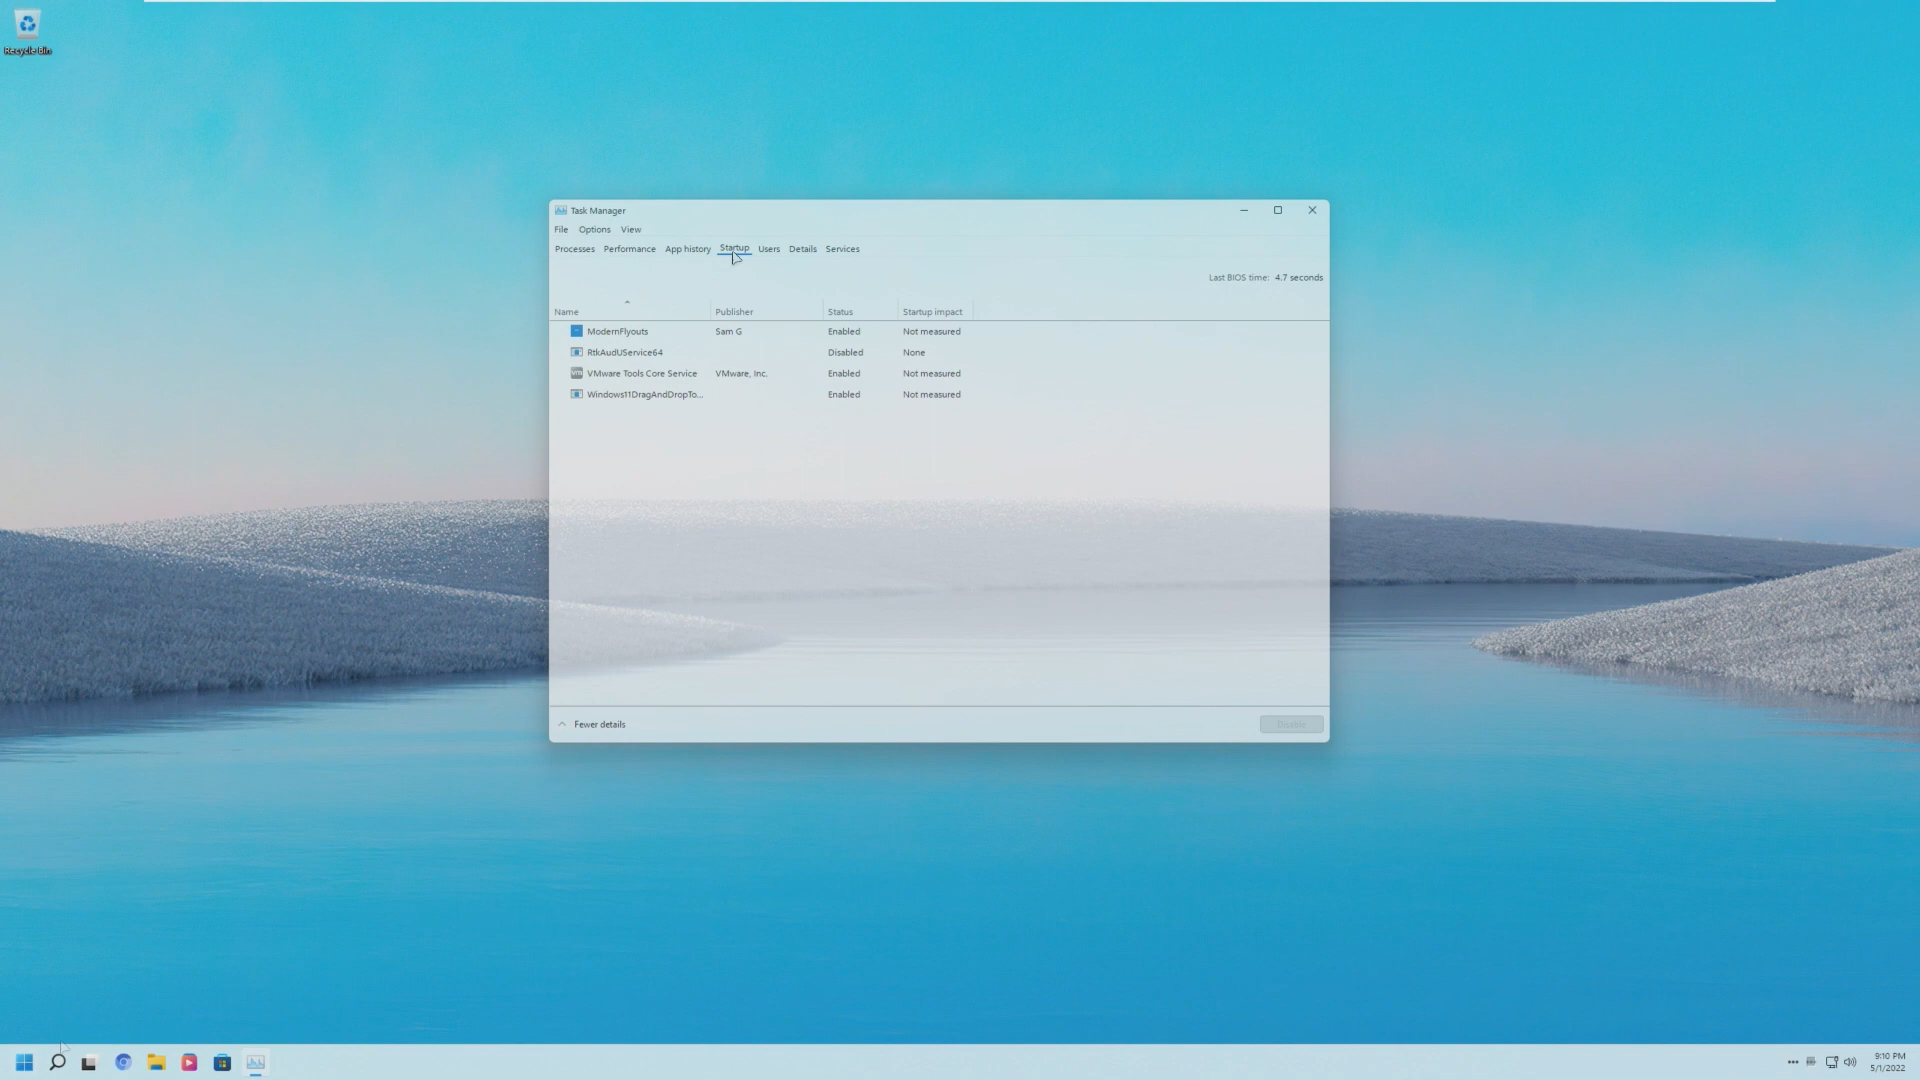 Recycle Bin
Task Manager
File Options View
Processes Performance App history Startup Users Details Services
Last BIOS time: 4.7 seconds
Name Publisher Status Startup impact
ModernFlyouts Sam G Enabled Not measured
RtkAudUService64 Disabled None
VMware Tools Core Service VMware, Inc. Enabled Not measured
Windows11DragAndDropTo... Enabled Not measured
Fewer details Disable
9:10 PM
5/1/2022